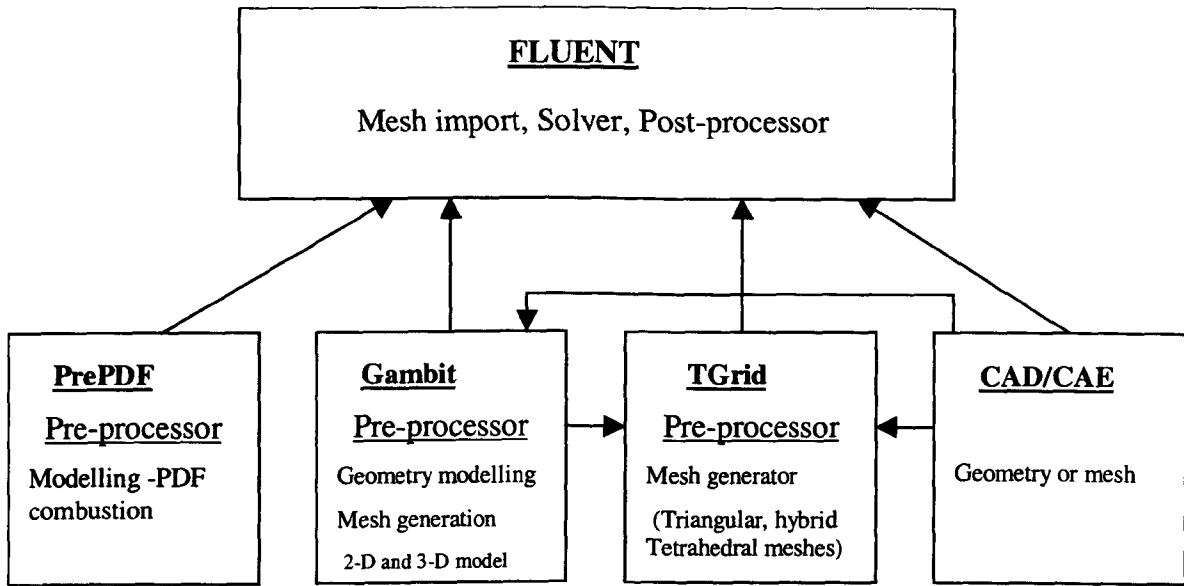 FLUENT
Mesh import, Solver, Post-processor
PrePDF
Pre-processor
Modelling -PDF
combustion
Gambit
Pre-processor
Geometry modelling
Mesh generation
2-D and 3-D model
TGrid
Pre-processor
Mesh generator
(Triangular, hybrid
Tetrahedral meshes)
CAD/CAE
Geometry or mesh